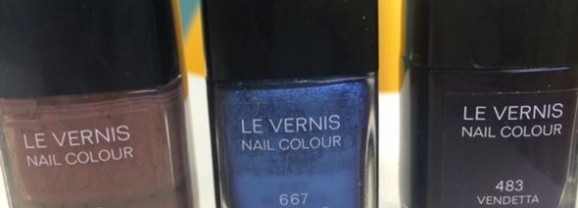 LE VERNIS
NAIL COLOUR
LE VERNIS
NAIL COLOUR
667
LE VERNIS
NAIL COLOUR
483
VENDETTA